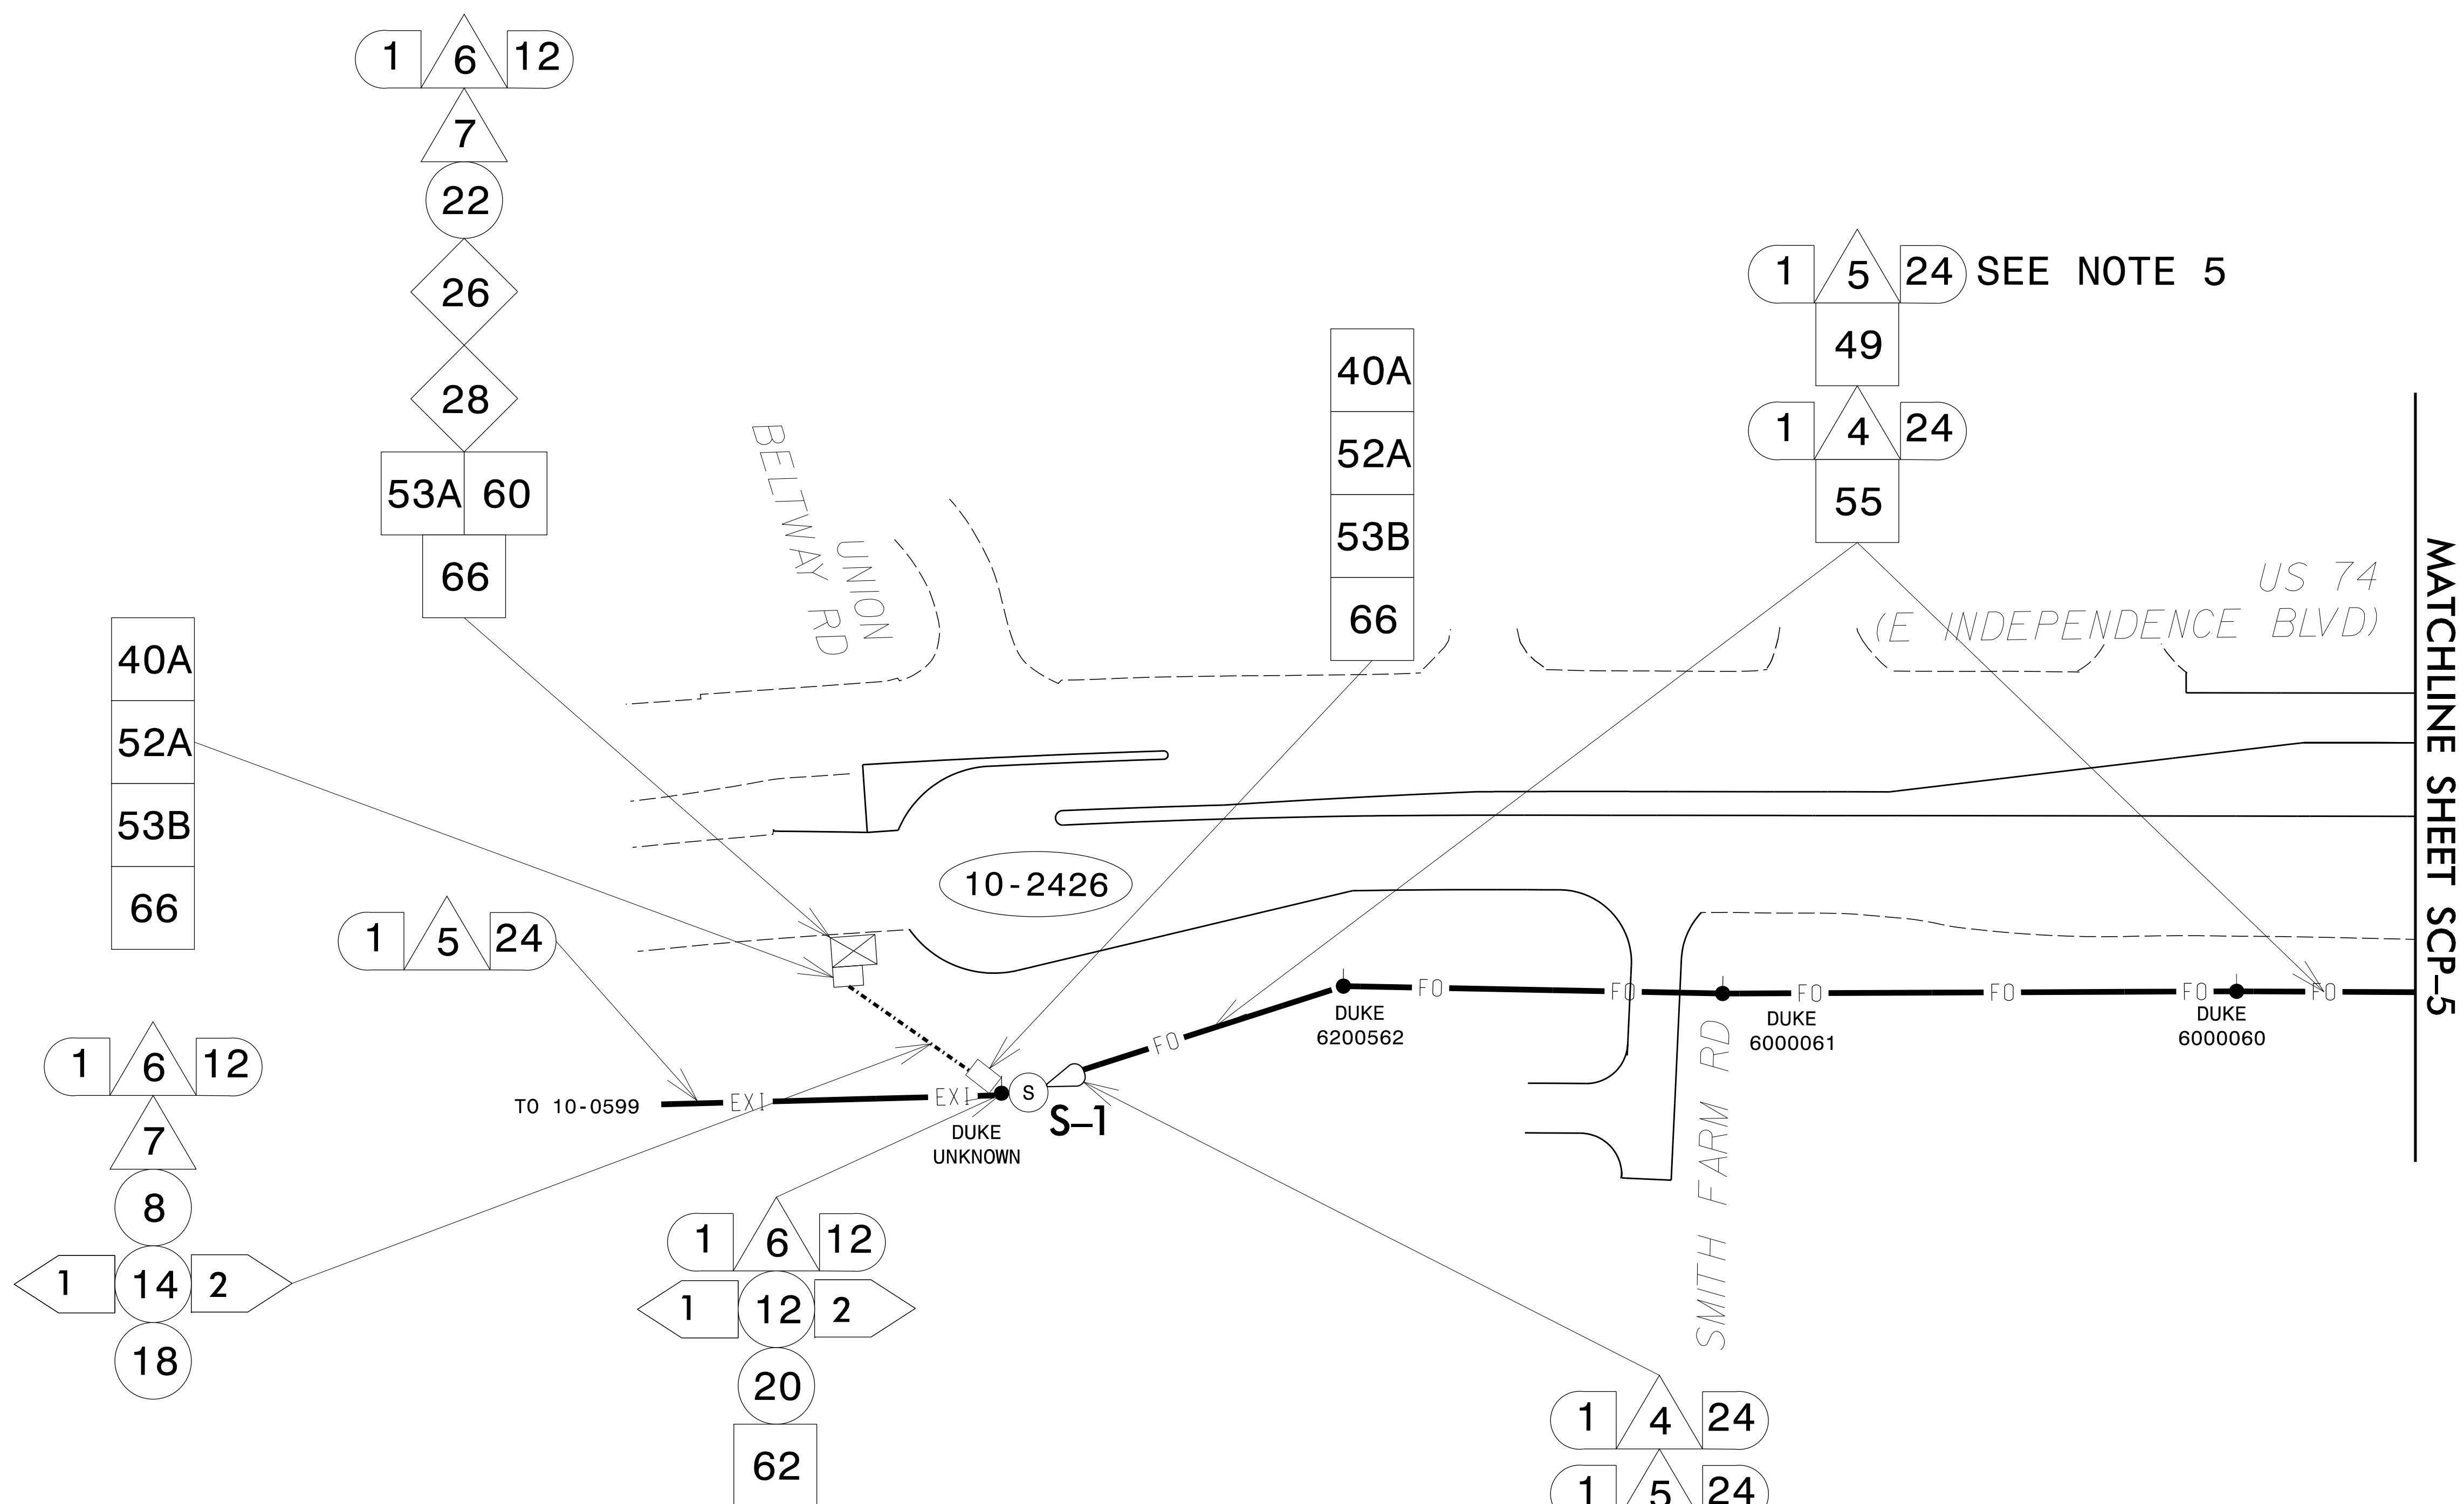 1 6 12
7
22
26
28
53A 60
66
1 5 24 SEE NOTE 5
49
1 4 24
55
40A
52A
53B
66
BELTWAY RD
UNION
US 74
(E INDEPENDENCE BLVD)
MATCHLINE SHEET SCP-5
40A
52A
53B
66
1 5 24
10-2426
FO
FO
FO
FO
FO
FO
FO
DUKE
6200562
DUKE
6000061
DUKE
6000060
TO 10-0599
EXI
EXI
S
S-1
DUKE
UNKNOWN
SMITH FARM RD
1 6 12
7
8
1 14 2
18
1 6 12
1 12 2
20
62
1 4 24
1 5 24